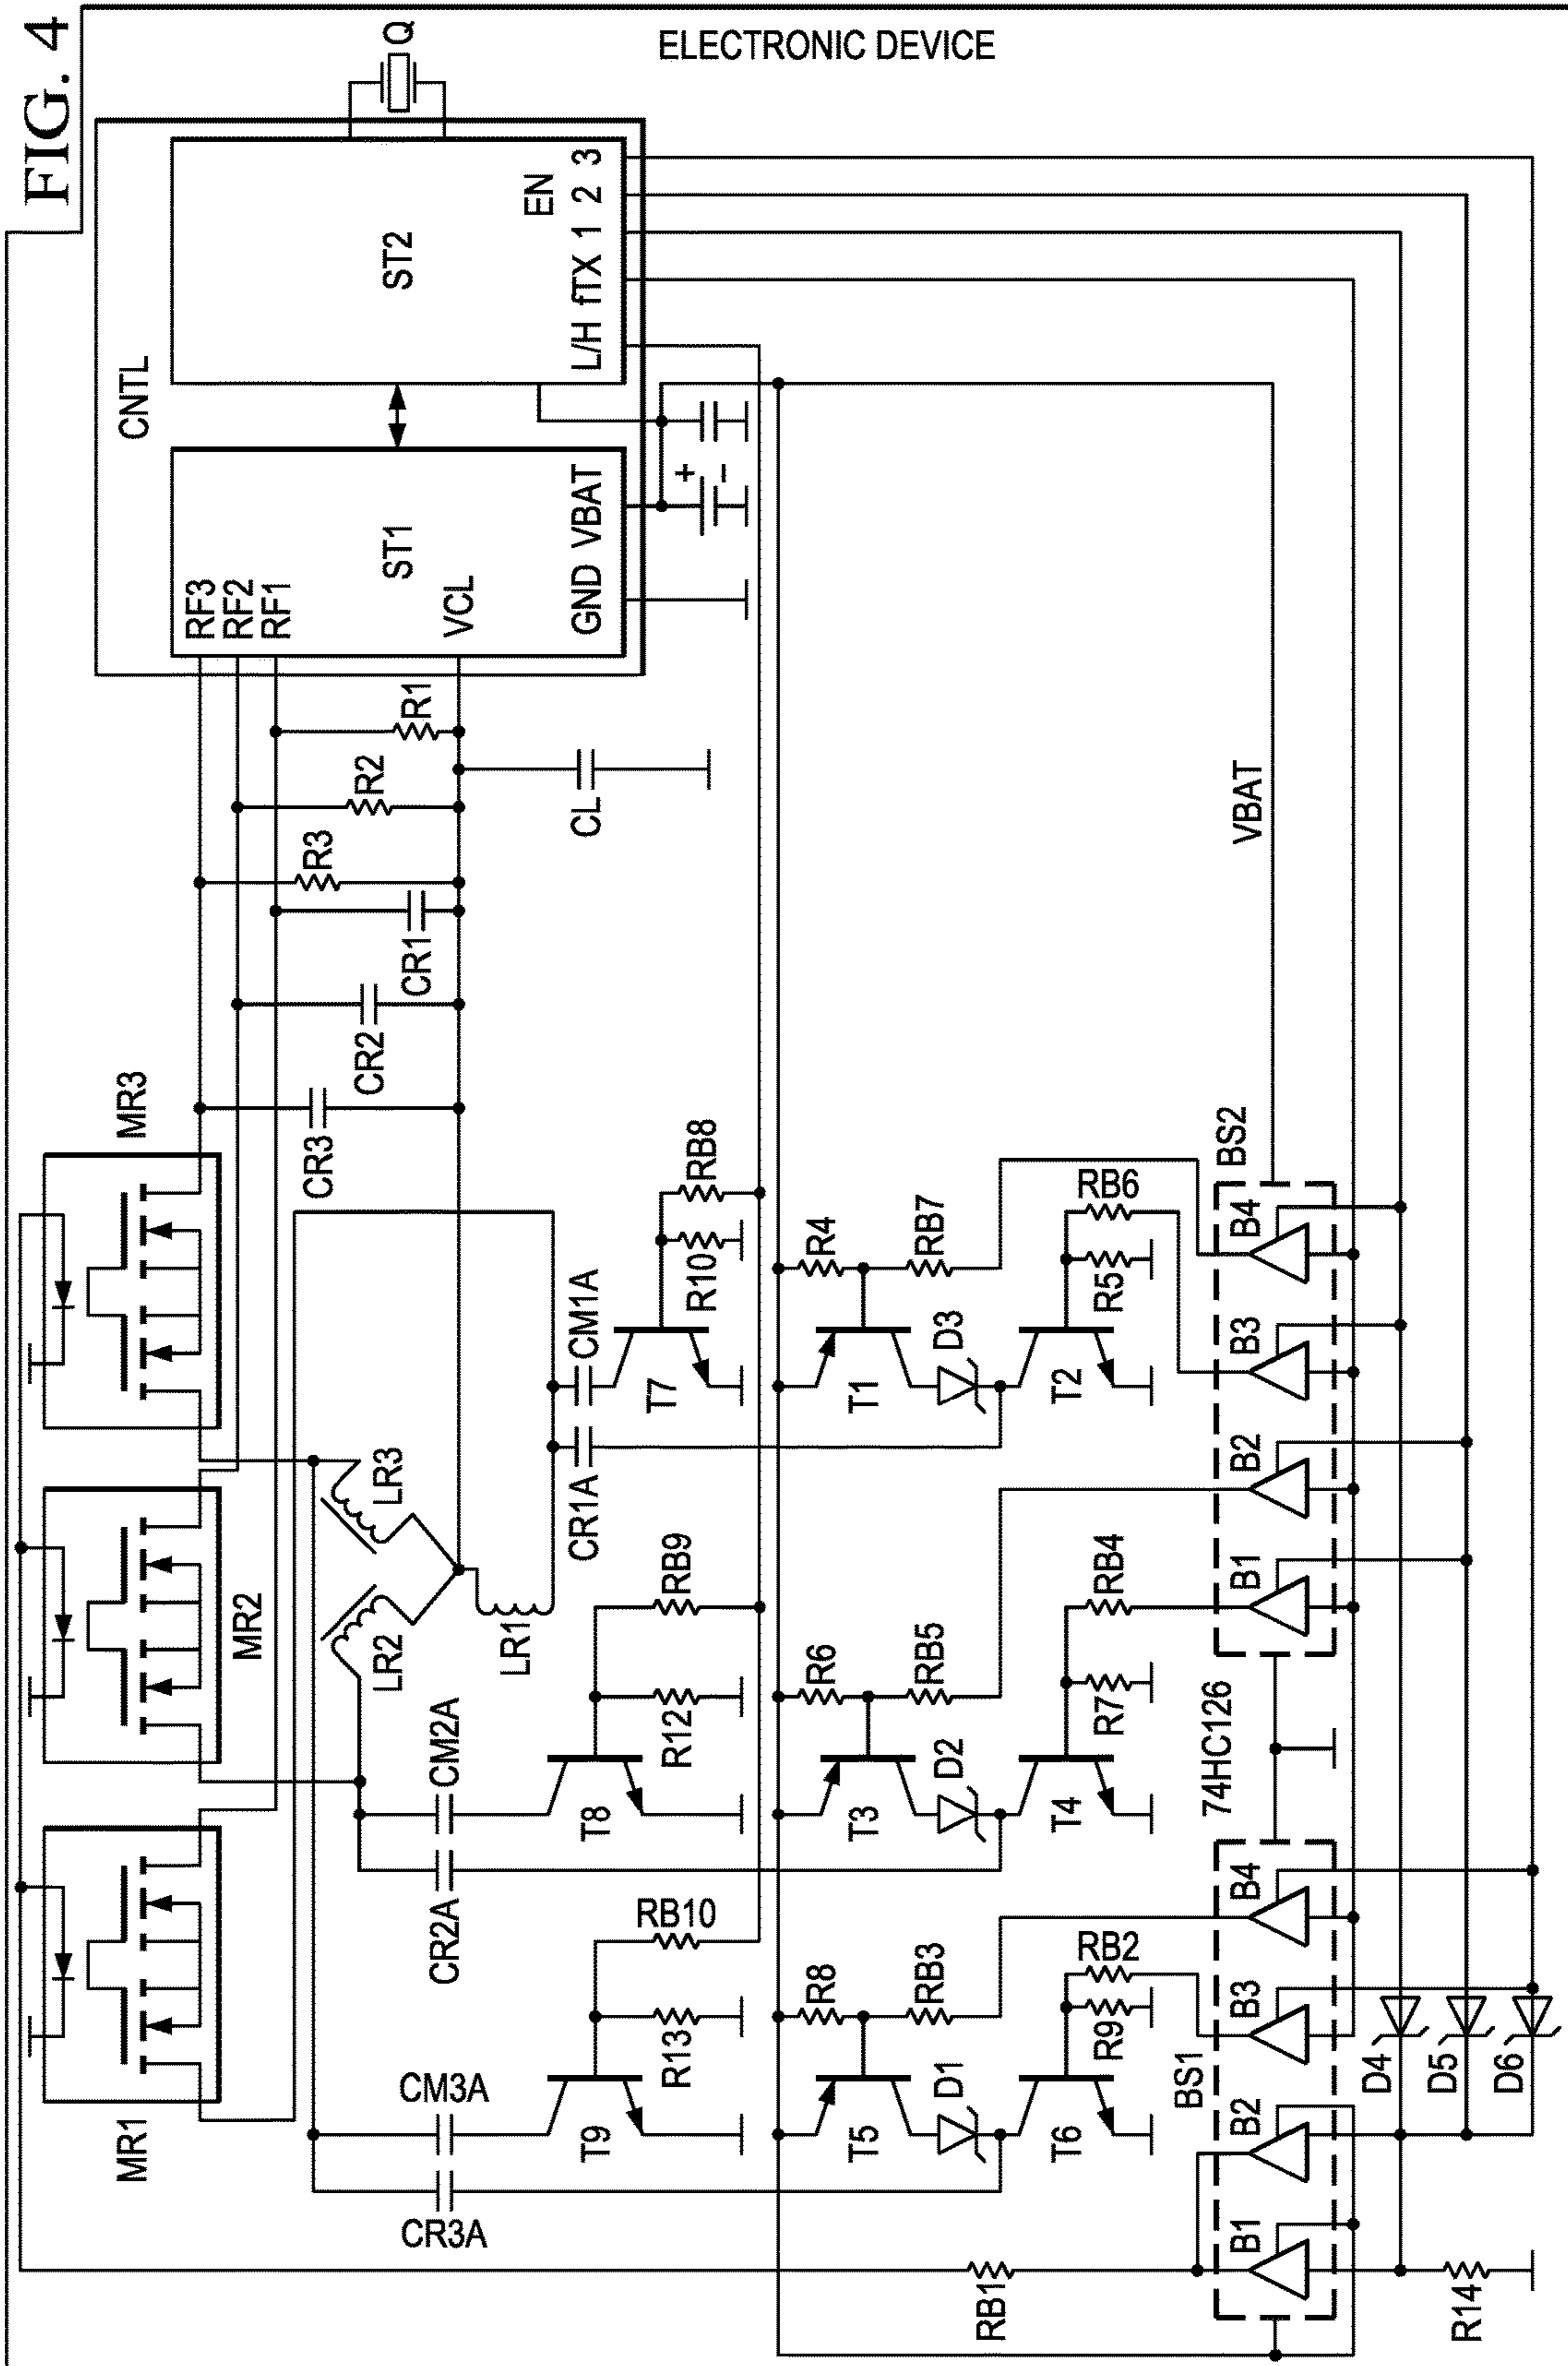 FIG. 4
ELECTRONIC DEVICE
MR1
MR2
MR3
CNTL
RF3
RF2
RF1
VCL
ST1
GND VBAT
ST2
EN
L/H fTX 1 2 3
Q
+
-
R1
R2
R3
CR1
CR2
CR3
CL
LR2
LR3
LR1
CM3A
CR3A
CM2A
CR2A
CM1A
CR1A
T9
R13
RB10
T8
R12
RB9
T7
R10
RB8
T5
R8
RB3
D1
T6
R9
RB2
T3
R6
RB5
D2
T4
R7
RB4
T1
R4
RB7
D3
T2
R5
RB6
RB1
BS1
B1
B2
B3
B4
74HC126
BS2
B1
B2
B3
B4
VBAT
D4
D5
D6
R14